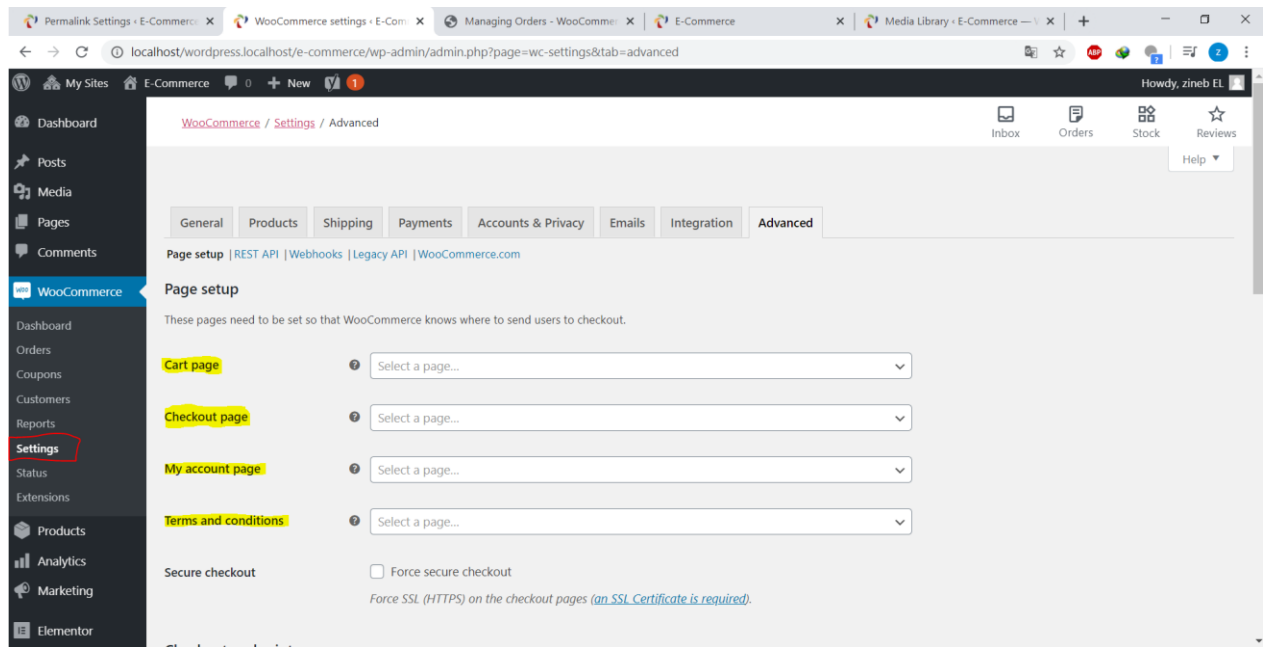 Permalink Settings ‹ E-Commerce
WooCommerce settings ‹ E-Com
Managing Orders - WooCommer
E-Commerce
Media Library ‹ E-Commerce —
localhost/wordpress.localhost/e-commerce/wp-admin/admin.php?page=wc-settings&tab=advanced
ABP
?
Z
My Sites E-Commerce 0 + New 1
Howdy, zineb EL
Dashboard
Posts
Media
Pages
Comments
woo WooCommerce
Dashboard
Orders
Coupons
Customers
Reports
Settings
Status
Extensions
Products
Analytics
Marketing
Elementor
WooCommerce / Settings / Advanced
Inbox
Orders
Stock
Reviews
Help
General Products Shipping Payments Accounts & Privacy Emails Integration Advanced
Page setup | REST API | Webhooks | Legacy API | WooCommerce.com
Page setup
These pages need to be set so that WooCommerce knows where to send users to checkout.
Cart page Select a page...
Checkout page Select a page...
My account page Select a page...
Terms and conditions Select a page...
Secure checkout Force secure checkout
Force SSL (HTTPS) on the checkout pages (an SSL Certificate is required).